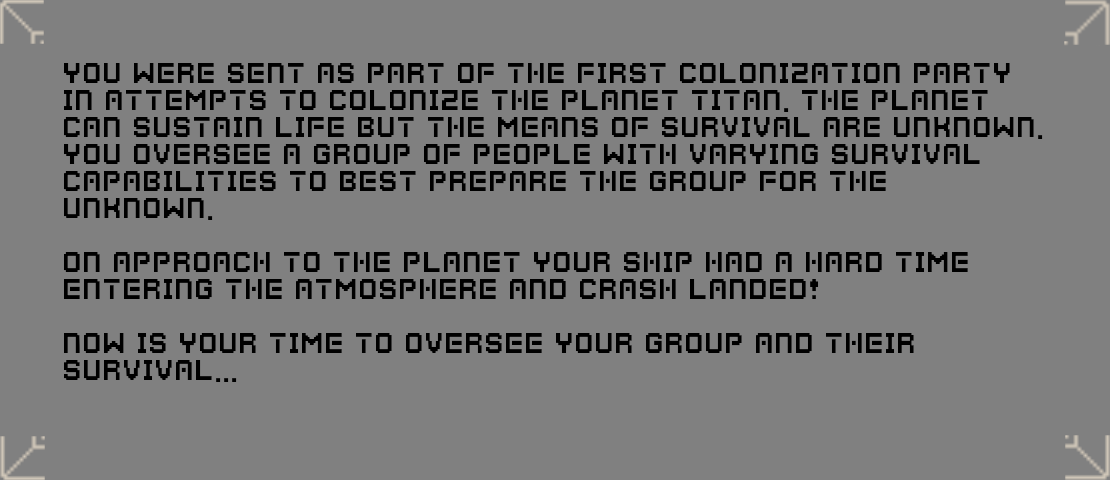 YOU WERE SENT AS PART OF THE FIRST COLONIZATION PARTY
IN ATTEMPTS TO COLONIZE THE PLANET TITAN. THE PLANET
CAN SUSTAIN LIFE BUT THE MEANS OF SURVIVAL ARE UNKNOWN.
YOU OVERSEE A GROUP OF PEOPLE WITH VARYING SURVIVAL
CAPABILITIES TO BEST PREPARE THE GROUP FOR THE
UNKNOWN.
ON APPROACH TO THE PLANET YOUR SHIP HAD A HARD TIME
ENTERING THE ATMOSPHERE AND CRASH LANDED!
NOW IS YOUR TIME TO OVERSEE YOUR GROUP AND THEIR
SURVIVAL...